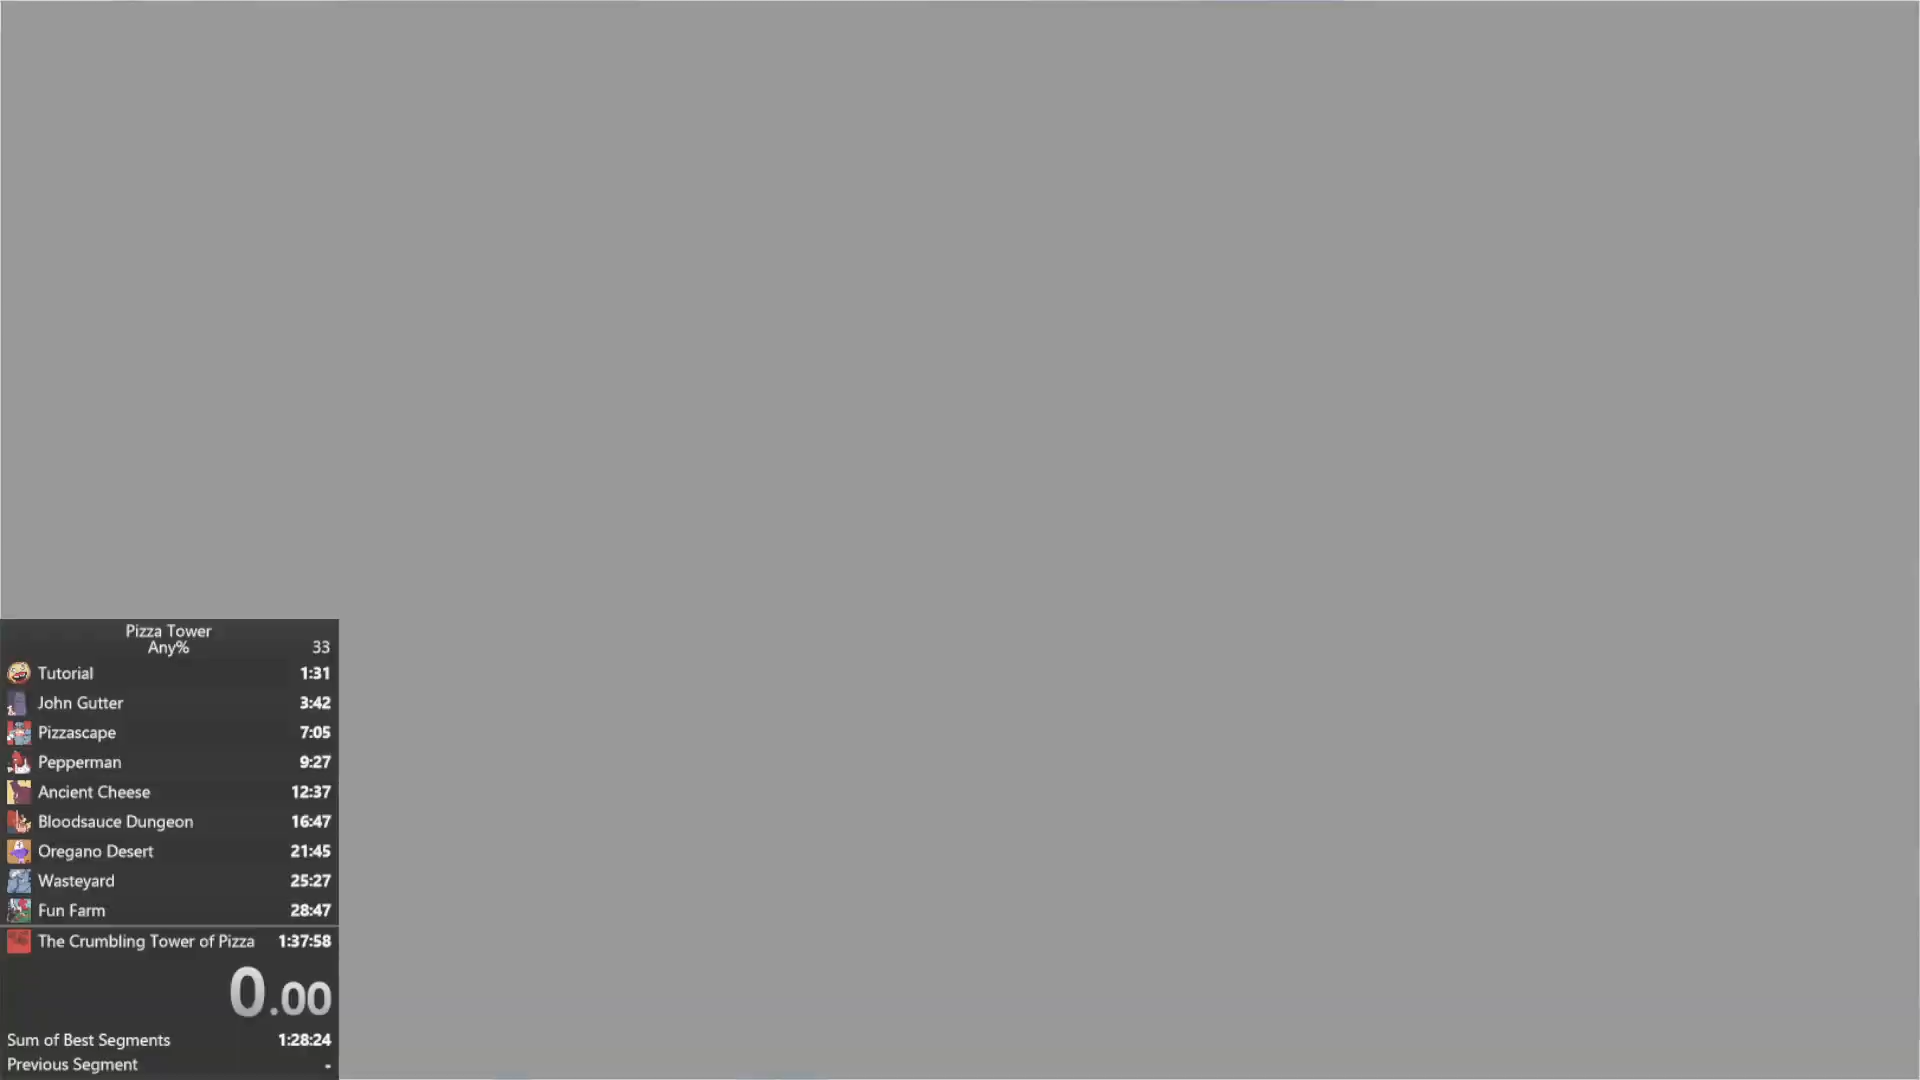 Pizza Tower
Any% 33
Tutorial 1:31
John Gutter 3:42
Pizzascape 7:05
Pepperman 9:27
Ancient Cheese 12:37
Bloodsauce Dungeon 16:47
Oregano Desert 21:45
Wasteyard 25:27
Fun Farm 28:47
The Crumbling Tower of Pizza 1:37:58
0.00
Sum of Best Segments 1:28:24
Previous Segment -